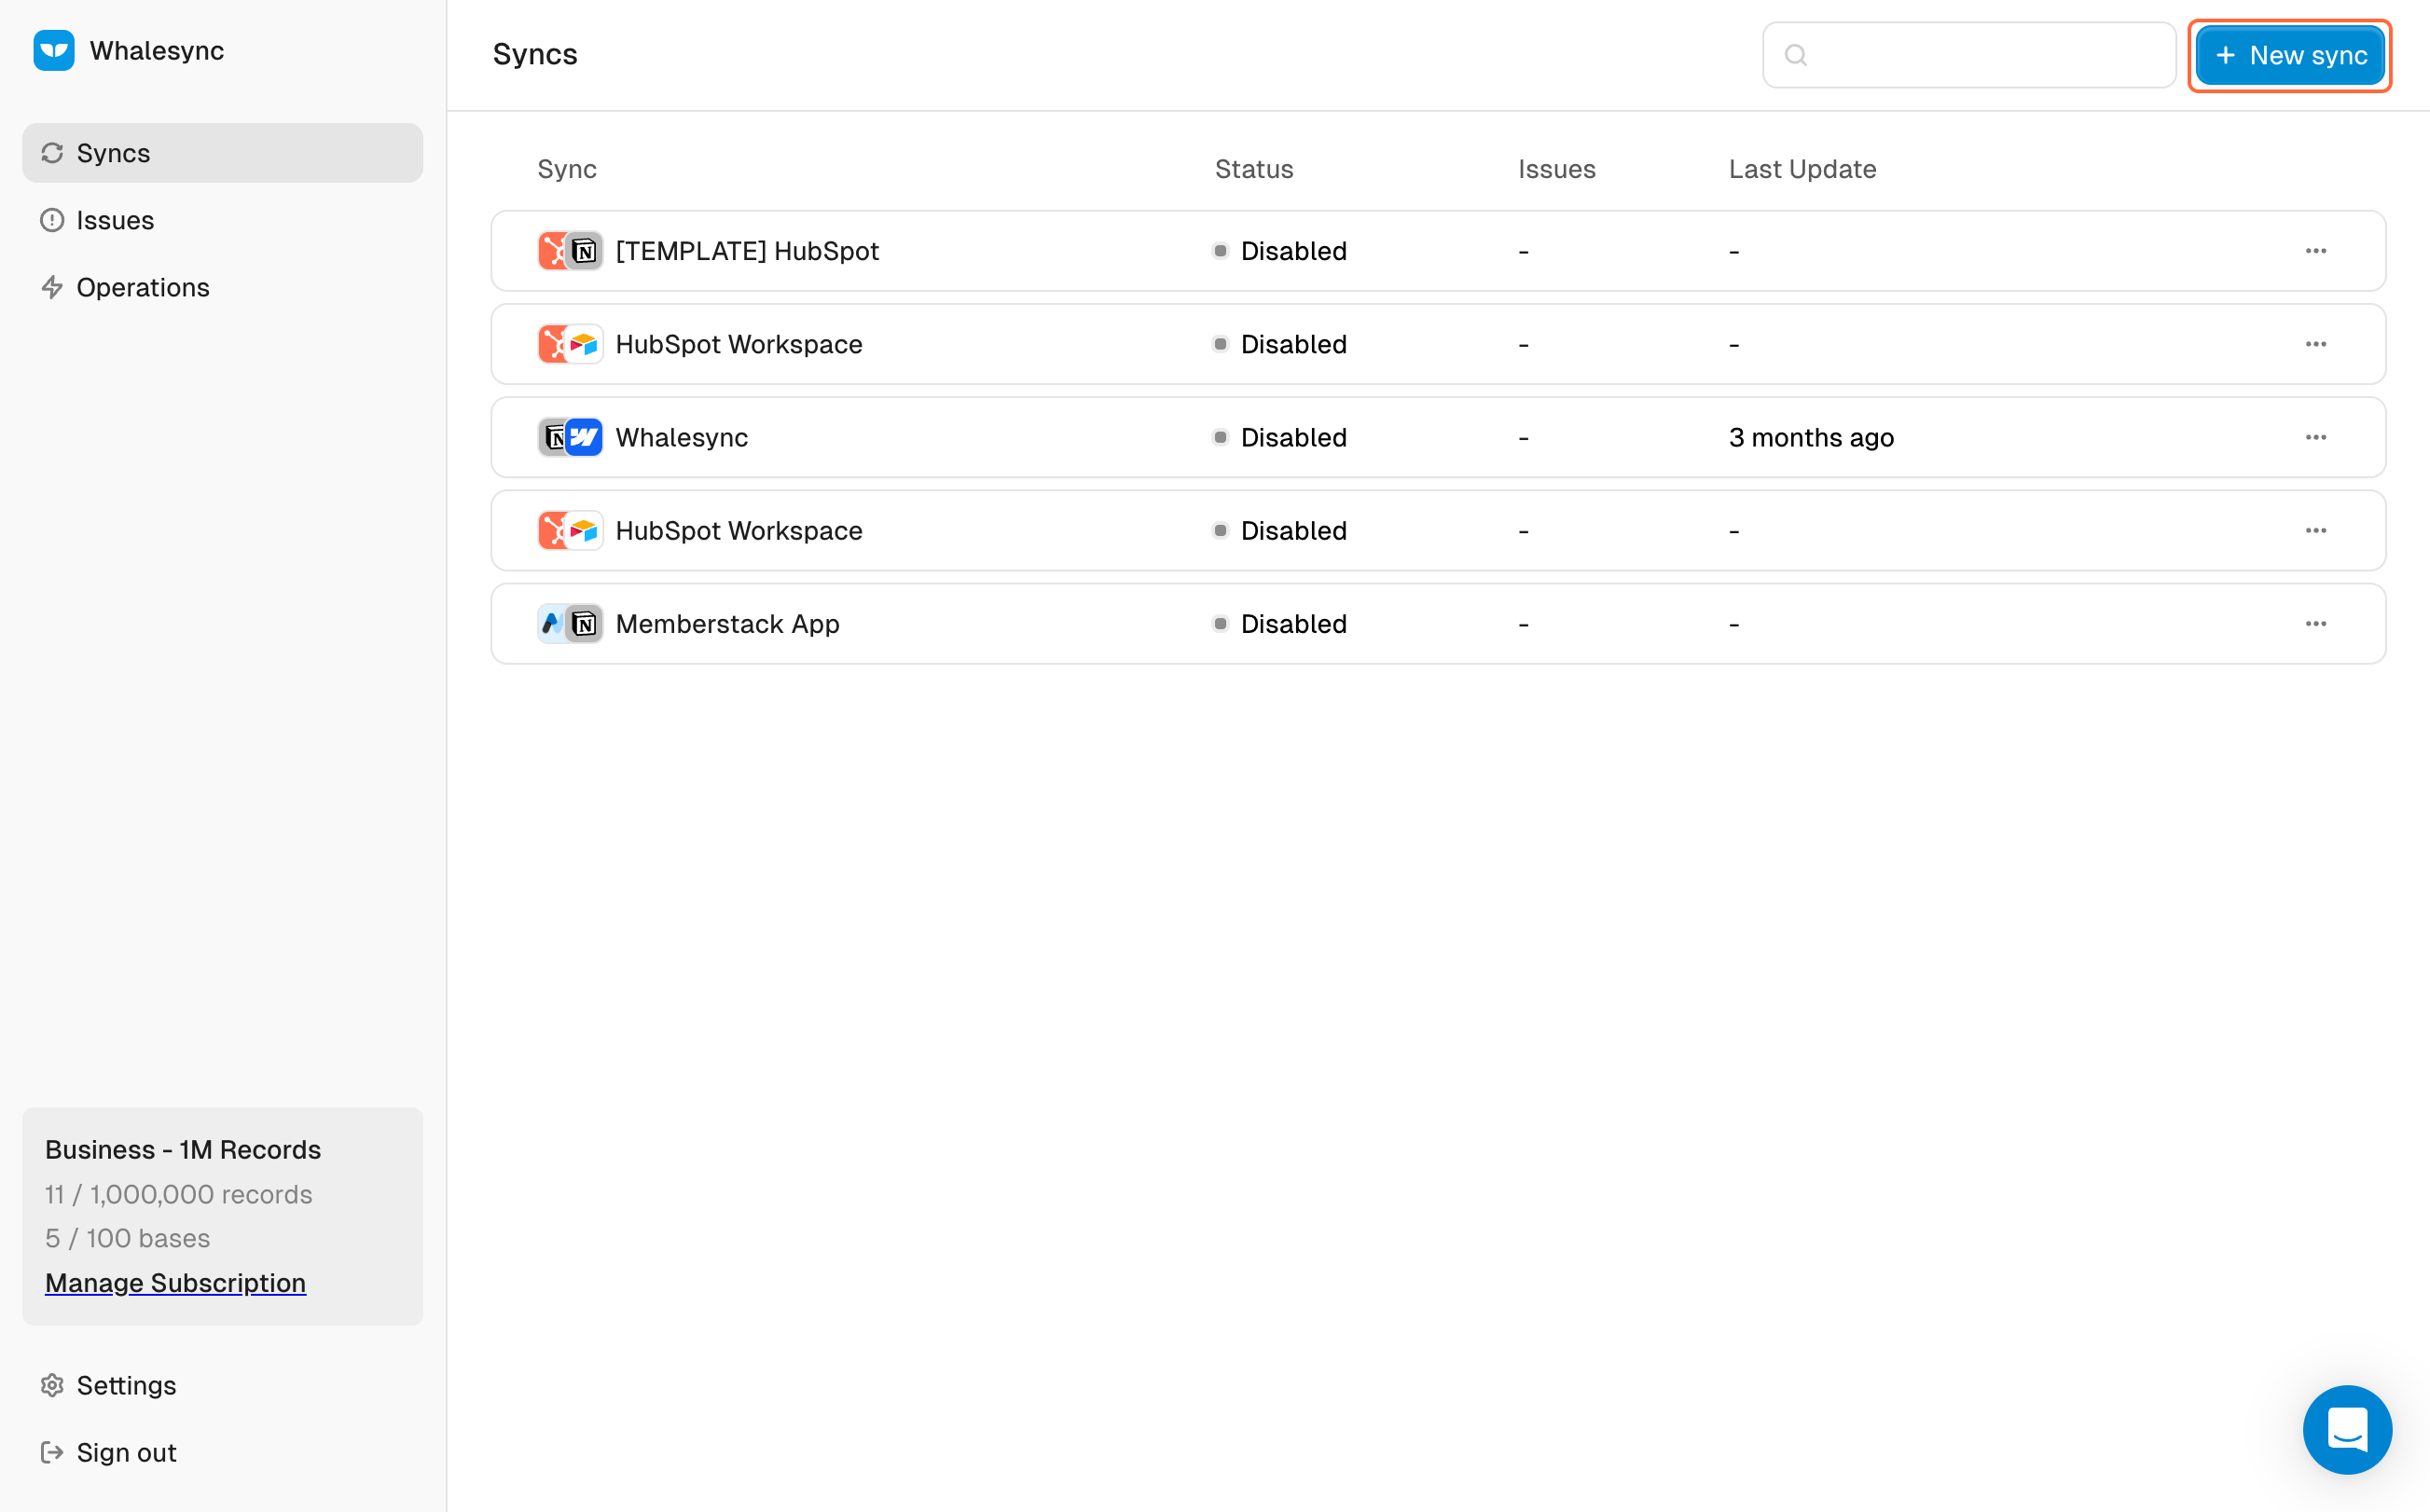 Whalesync
Syncs
Issues
Operations
Business - 1M Records
11 / 1,000,000 records
5 / 100 bases
Manage Subscription
Settings
Sign out
Syncs
+ New sync
Sync Status Issues Last Update
[TEMPLATE] HubSpot Disabled - -
HubSpot Workspace Disabled - -
Whalesync Disabled - 3 months ago
HubSpot Workspace Disabled - -
Memberstack App Disabled - -